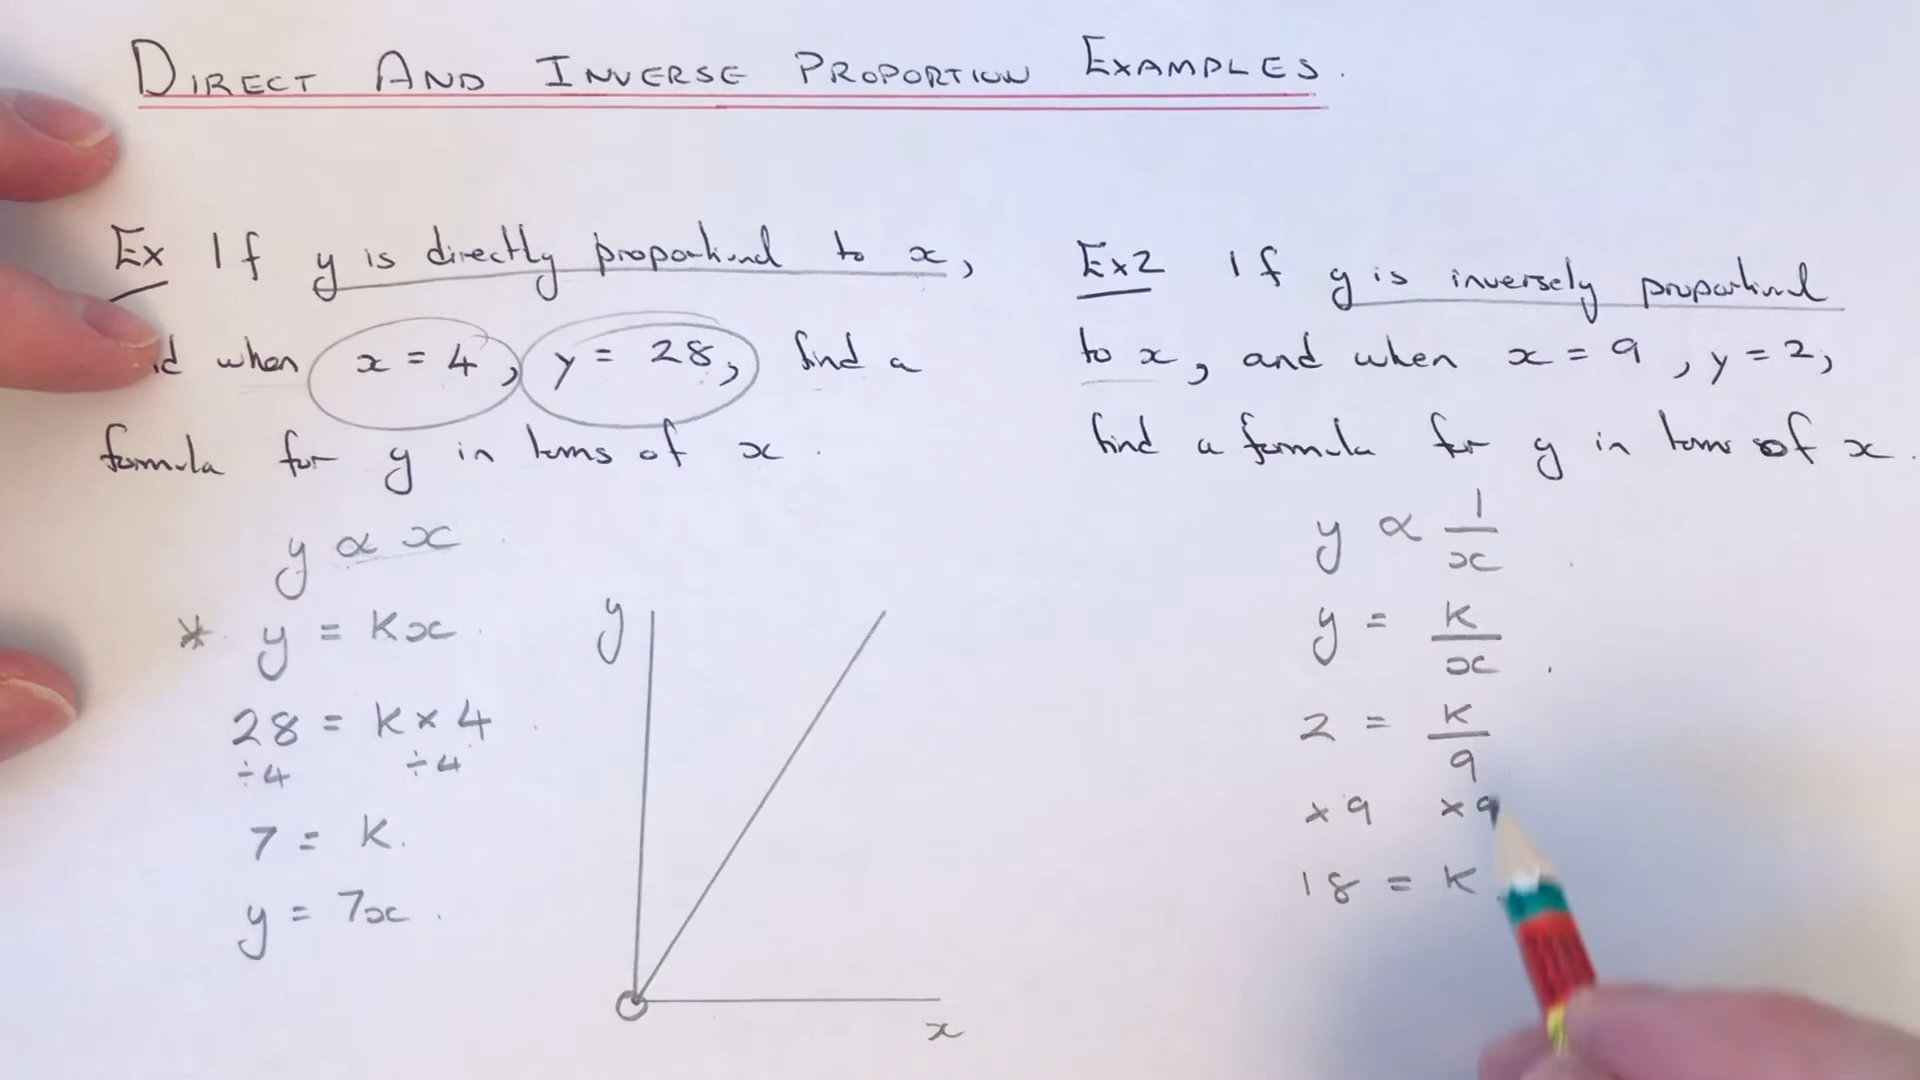 DIRECT AND INVERSE PROPORTION EXAMPLES.
Ex If y is directly proportional to x,
d when x = 4, y = 28, find a
formula for y in terms of x.
y ∝ x
* y = kx
28 = k × 4
÷4 ÷4
7 = k.
y = 7x.
y
x
Ex2 If y is inversely proportional
to x, and when x = 9, y = 2,
find a formula for y in terms of x.
y ∝ 1/x
y = k/x
2 = k/9
×9 ×9
18 = k